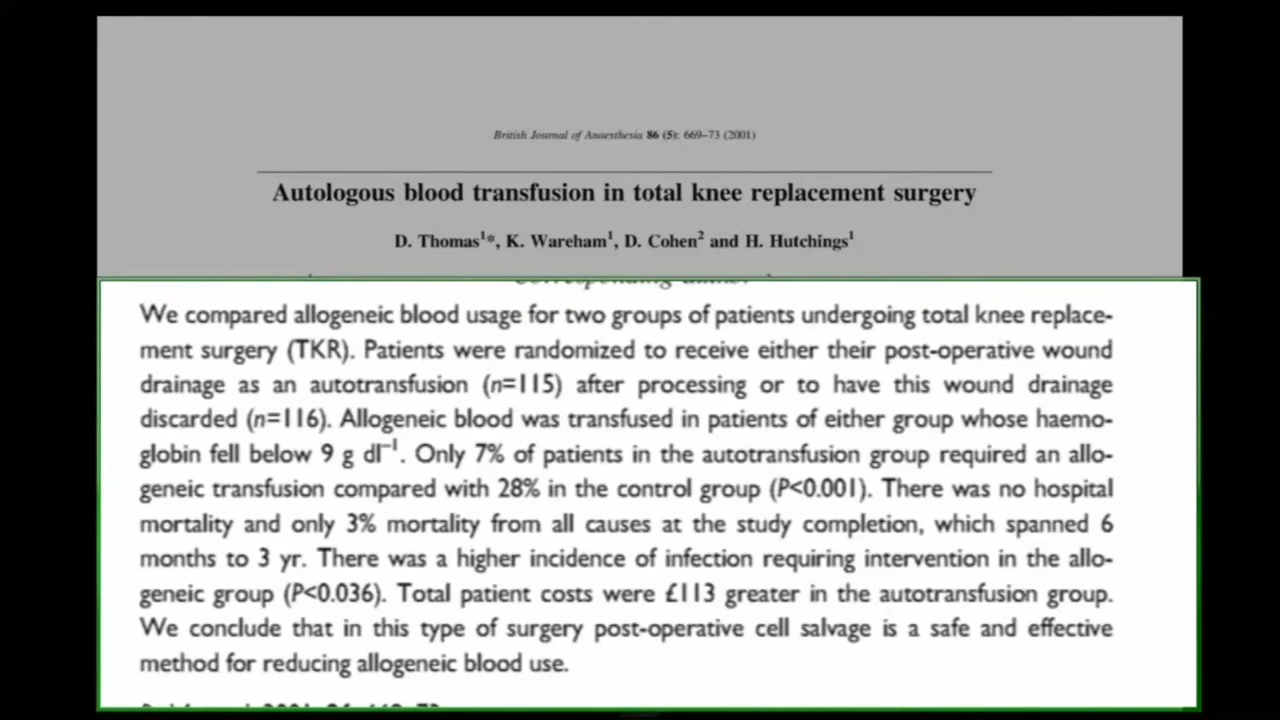 British Journal of Anaesthesia 86 (5): 669–73 (2001)
Autologous blood transfusion in total knee replacement surgery
D. Thomas¹*, K. Wareham¹, D. Cohen² and H. Hutchings¹
We compared allogeneic blood usage for two groups of patients undergoing total knee replace-
ment surgery (TKR). Patients were randomized to receive either their post-operative wound
drainage as an autotransfusion (n=115) after processing or to have this wound drainage
discarded (n=116). Allogeneic blood was transfused in patients of either group whose haemo-
globin fell below 9 g dl⁻¹. Only 7% of patients in the autotransfusion group required an allo-
geneic transfusion compared with 28% in the control group (P<0.001). There was no hospital
mortality and only 3% mortality from all causes at the study completion, which spanned 6
months to 3 yr. There was a higher incidence of infection requiring intervention in the allo-
geneic group (P<0.036). Total patient costs were £113 greater in the autotransfusion group.
We conclude that in this type of surgery post-operative cell salvage is a safe and effective
method for reducing allogeneic blood use.